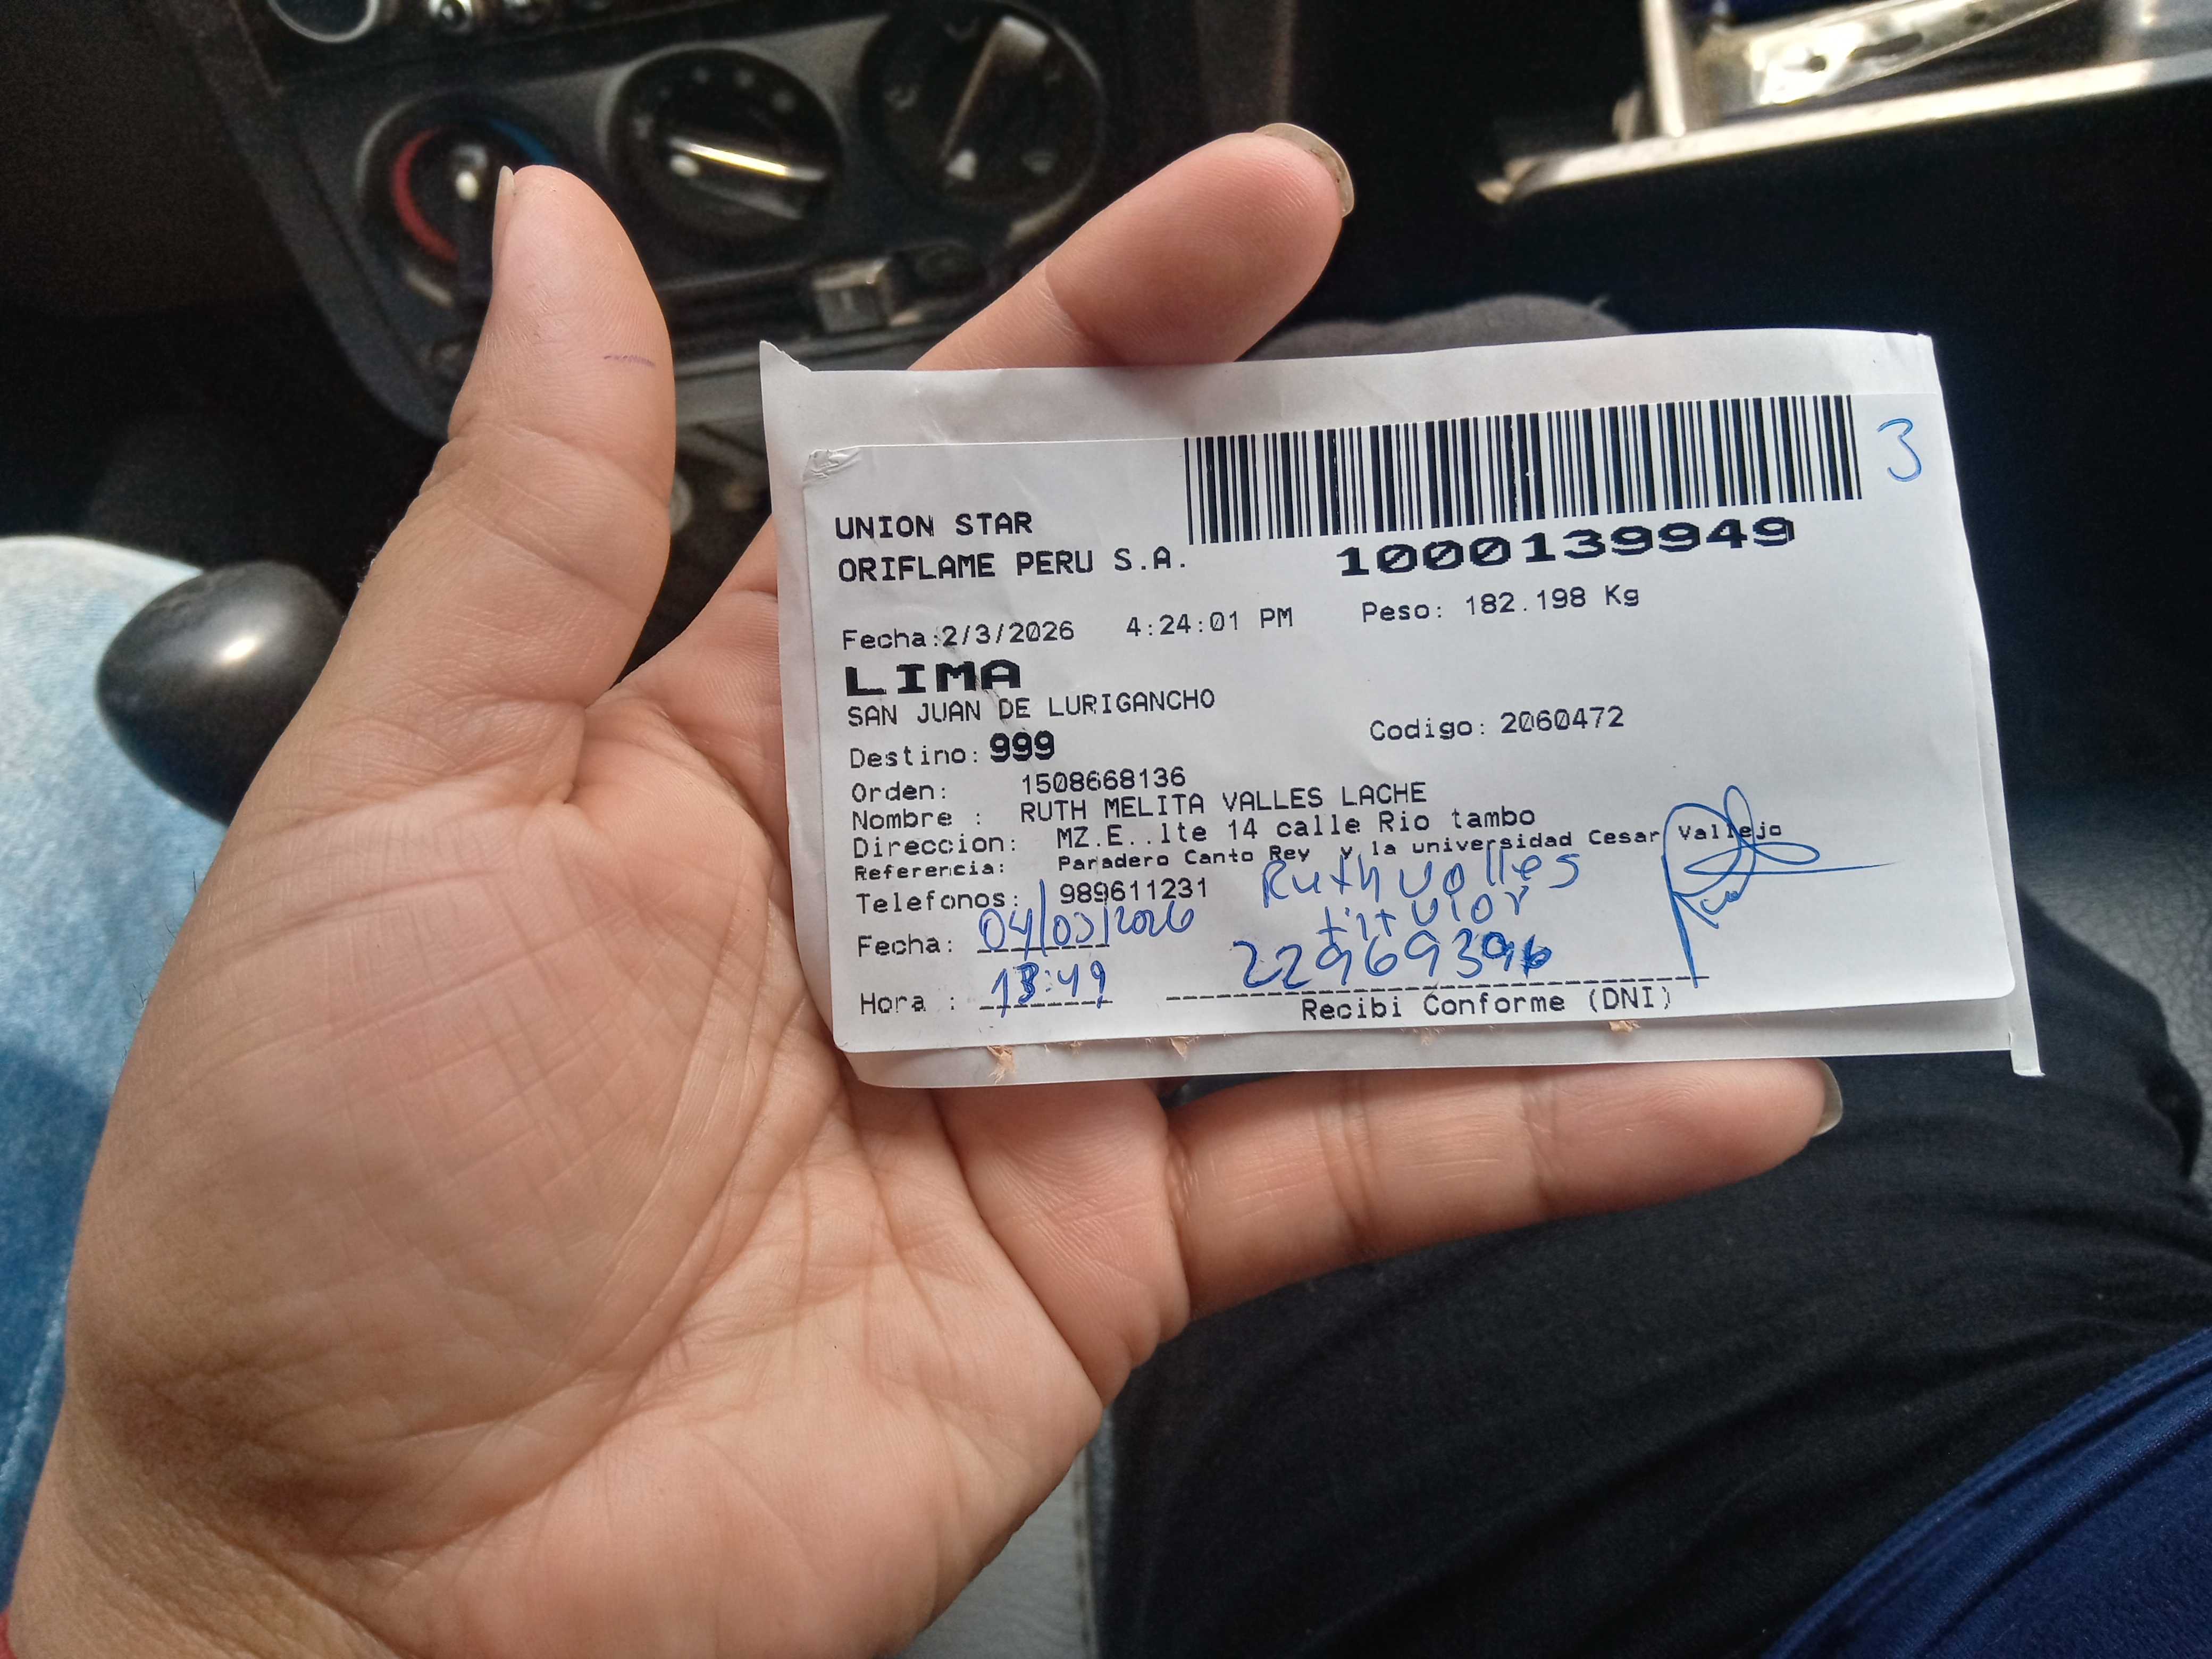 3
UNION STAR
ORIFLAME PERU S.A.
1000139949
Fecha:2/3/2026 4:24:01 PM Peso: 182.198 Kg
LIMA
SAN JUAN DE LURIGANCHO
Destino: 999 Codigo: 2060472
Orden: 1508668136
Nombre : RUTH MELITA VALLES LACHE
Direccion: MZ.E..lte 14 calle Rio tambo
Referencia: Paradero Canto Rey y la universidad Cesar Vallejo
Telefonos: 989611231 Ruth valles
titular
Fecha: 04/03/2026
Hora :
Recibi Conforme (DNI)